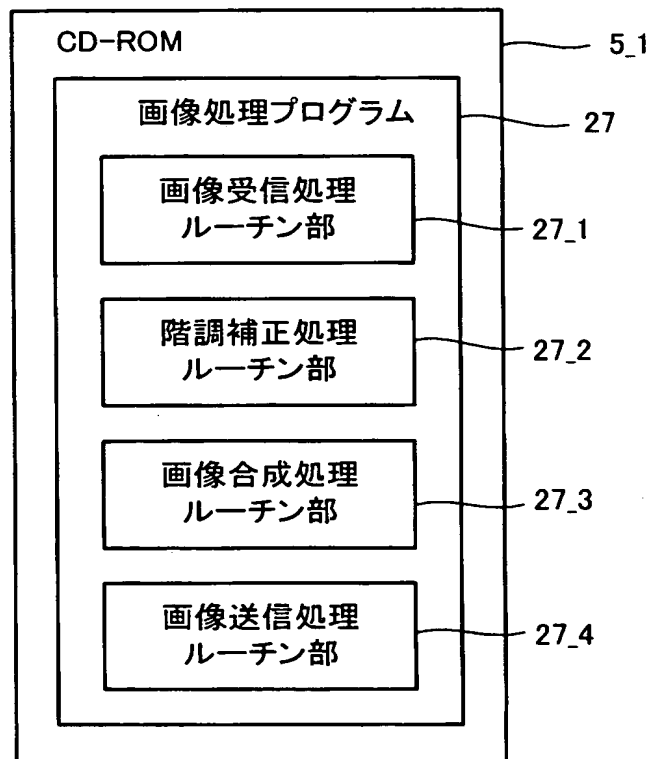 CD-ROM
5_1
画像処理プログラム
27
画像受信処理
ルーチン部
27_1
階調補正処理
ルーチン部
27_2
画像合成処理
ルーチン部
27_3
画像送信処理
ルーチン部
27_4